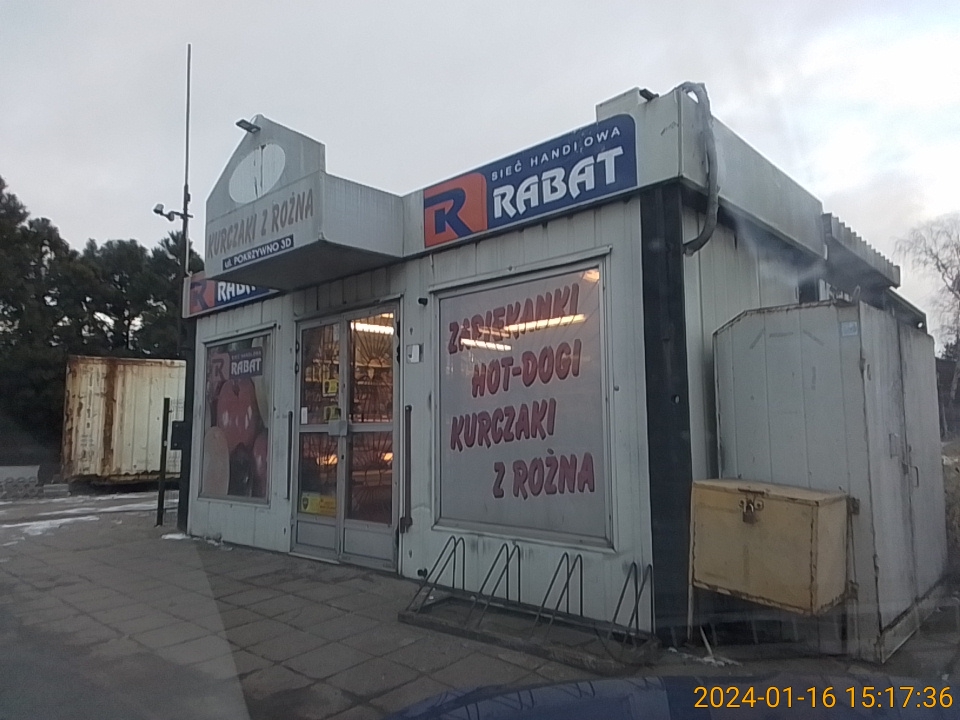 KURCZAKI Z ROŻNA
ul. POKRZYWNO 3D
SIEĆ HANDLOWA
RABAT
RABAT
RABAT
ZAPIEKANKI
HOT-DOGI
KURCZAKI
Z ROŻNA
2024-01-16 15:17:36